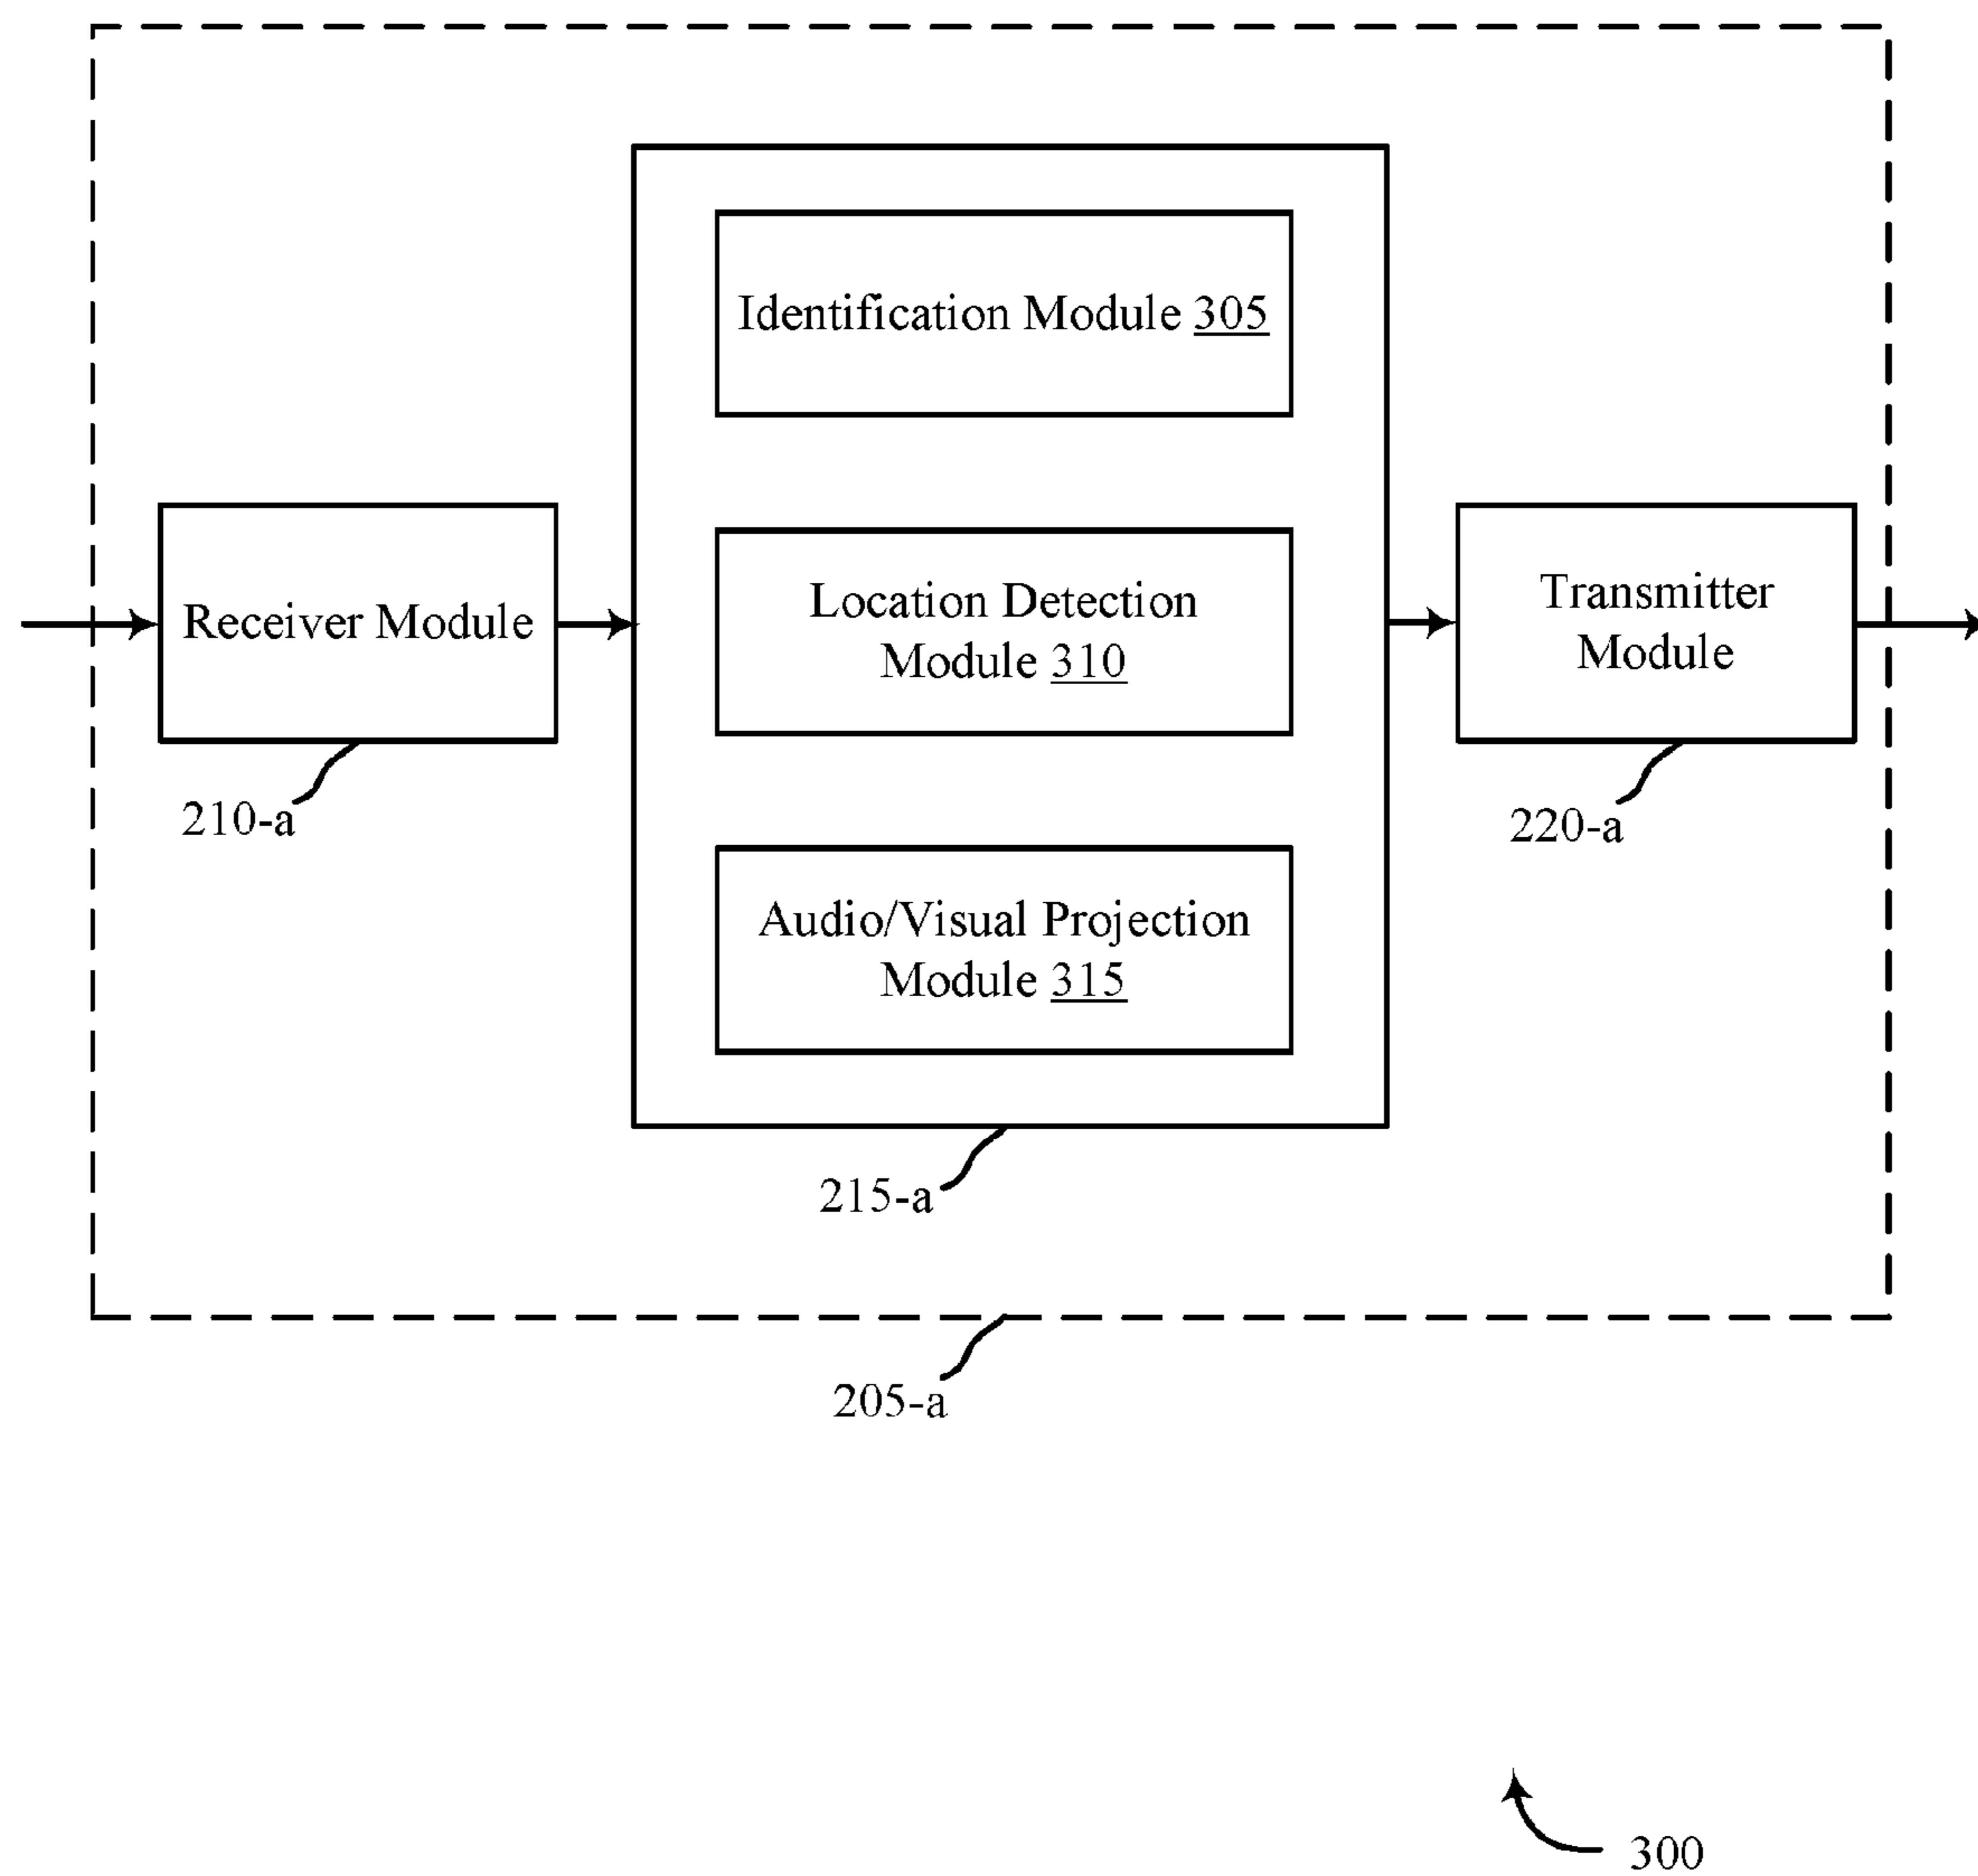 Identification Module 305
Receiver Module
Location Detection
Module 310
Transmitter
Module
210-a
220-a
Audio/Visual Projection
Module 315
215-a
205-a
300